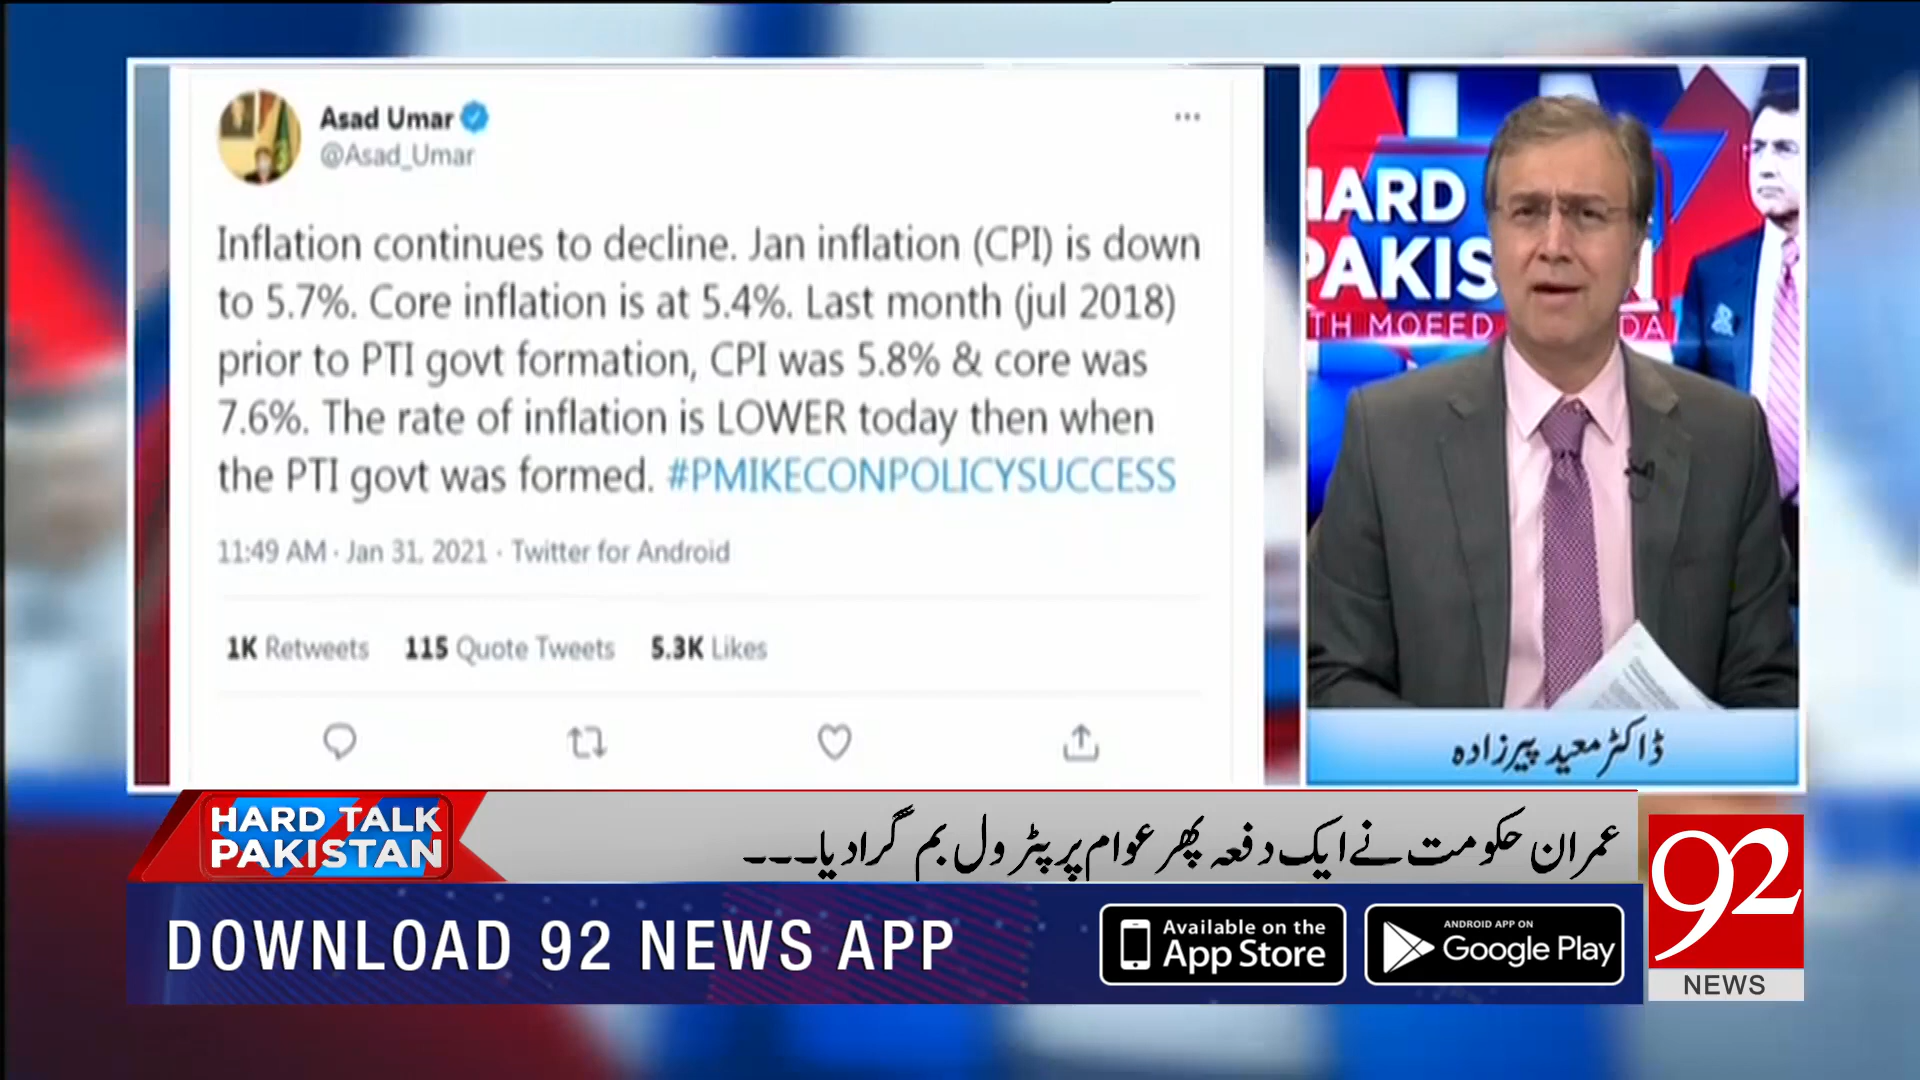 Asad Umar
@Asad_Umar
Inflation continues to decline. Jan inflation (CPI) is down
to 5.7%. Core inflation is at 5.4%. Last month (jul 2018)
prior to PTI govt formation, CPI was 5.8% & core was
7.6%. The rate of inflation is LOWER today then when
the PTI govt was formed. #PMIKECONPOLICYSUCCESS
11:49 AM · Jan 31, 2021 · Twitter for Android
1K Retweets 115 Quote Tweets 5.3K Likes
HARD
PAKIS
TH MOEED
DA
ڈاکٹر معید پیرزادہ
HARD TALK
PAKISTAN
عمران حکومت نے ایک دفعہ پھر عوام پر پٹرول بم گرا دیا۔۔۔
DOWNLOAD 92 NEWS APP
Available on the
App Store
ANDROID APP ON
Google Play
92
NEWS